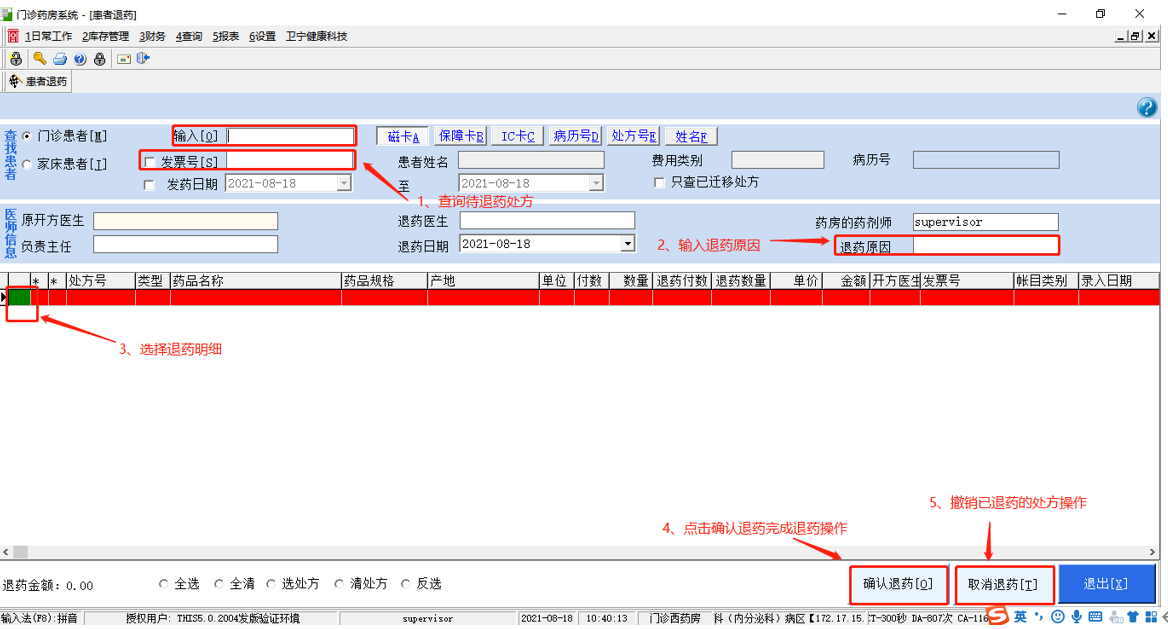 门诊药房系统 - [患者退药]
1日常工作 2库存管理 3财务 4查询 5报表 6设置 卫宁健康科技
患者退药
查找患者
门诊患者[M] 输入[Q] 磁卡A 保障卡B IC卡C 病历号D 处方号E 姓名F
家床患者[I] 发票号[S] 患者姓名 费用类别 病历号
发药日期 2021-08-18 至 2021-08-18 只查已迁移处方
1、查询待退药处方
医师信息
原开方医生 退药医生 药房的药剂师 supervisor
负责主任 退药日期 2021-08-18 2、输入退药原因 退药原因
* * 处方号 类型 药品名称 药品规格 产地 单位 付数 数量 退药付数 退药数量 单价 金额 开方医生 发票号 帐目类别 录入日期
3、选择退药明细
5、撤销已退药的处方操作
4、点击确认退药完成退药操作
退药金额: 0.00 全选 全清 选处方 清处方 反选 确认退药[O] 取消退药[T] 退出[X]
输入法(F8):拼音 授权用户: THIS5.0.2004发版验证环境 supervisor 2021-08-18 10:40:13 门诊西药房 科（内分泌科）病区【172.17.15. CT-300秒 DA-807次 CA-116 英